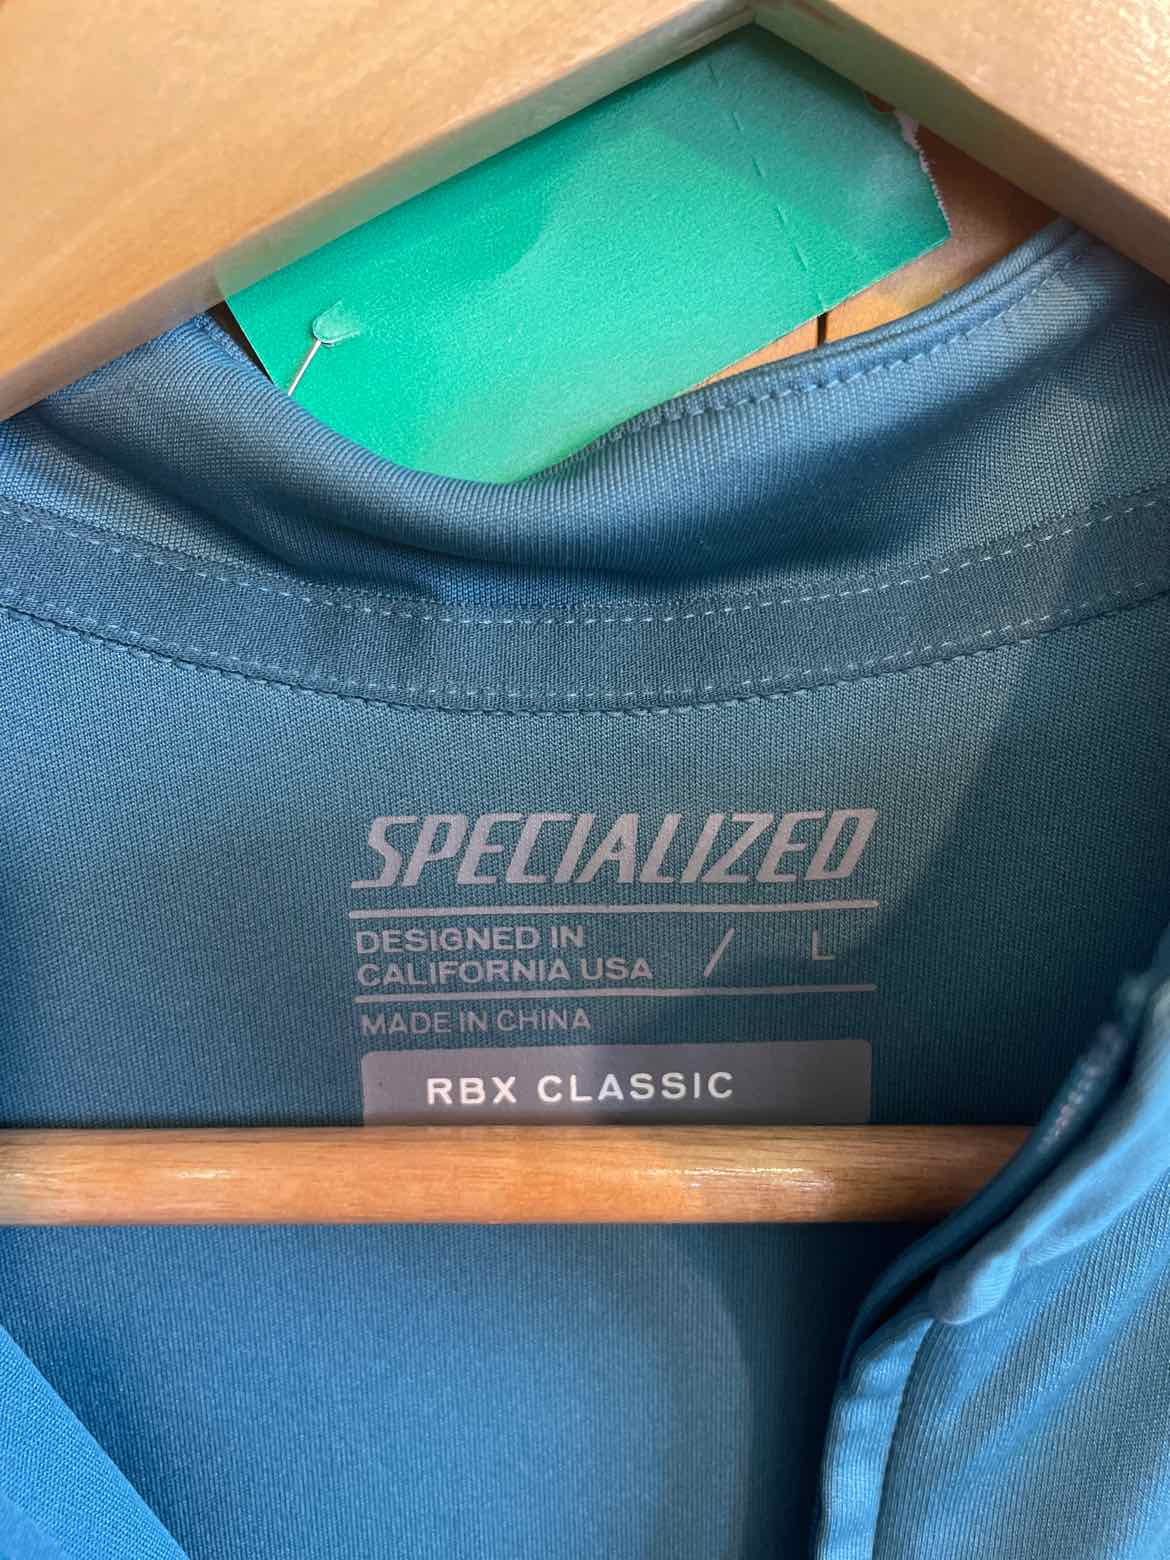 SPECIALIZED
DESIGNED IN
CALIFORNIA USA / L
MADE IN CHINA
RBX CLASSIC